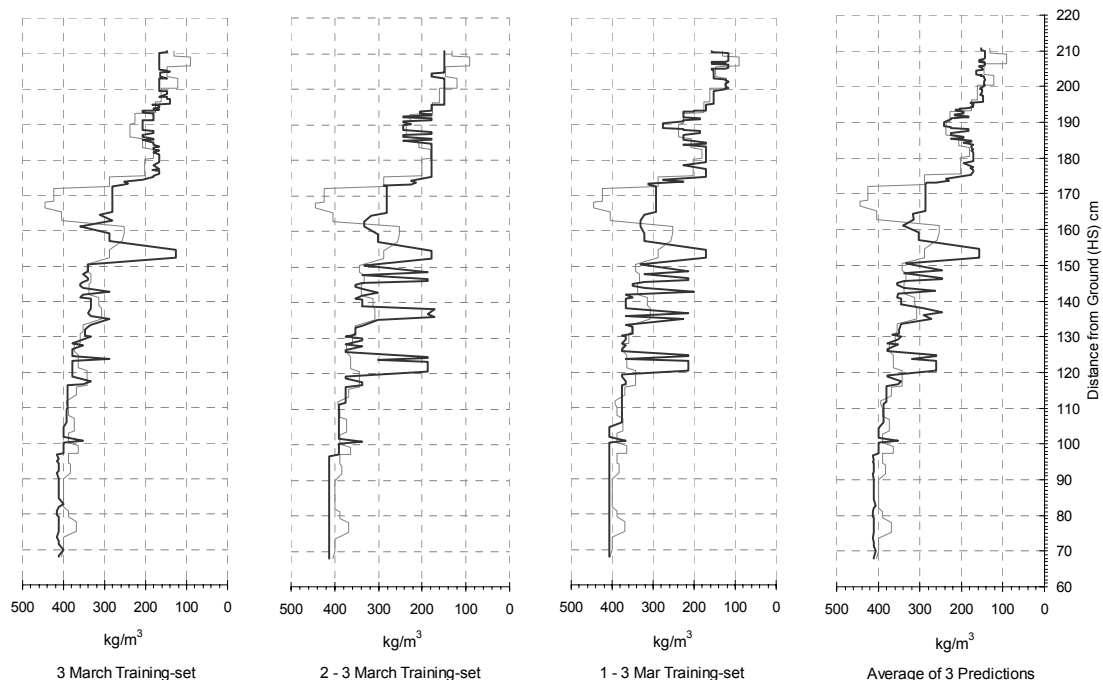 220
210
200
190
180
170
160
150
140
130
120
110
100
90
80
70
60
Distance from Ground (HS) cm
500 400 300 200 100 0
500 400 300 200 100 0
500 400 300 200 100 0
500 400 300 200 100 0
kg/m³
kg/m³
kg/m³
kg/m³
3 March Training-set
2 - 3 March Training-set
1 - 3 Mar Training-set
Average of 3 Predictions